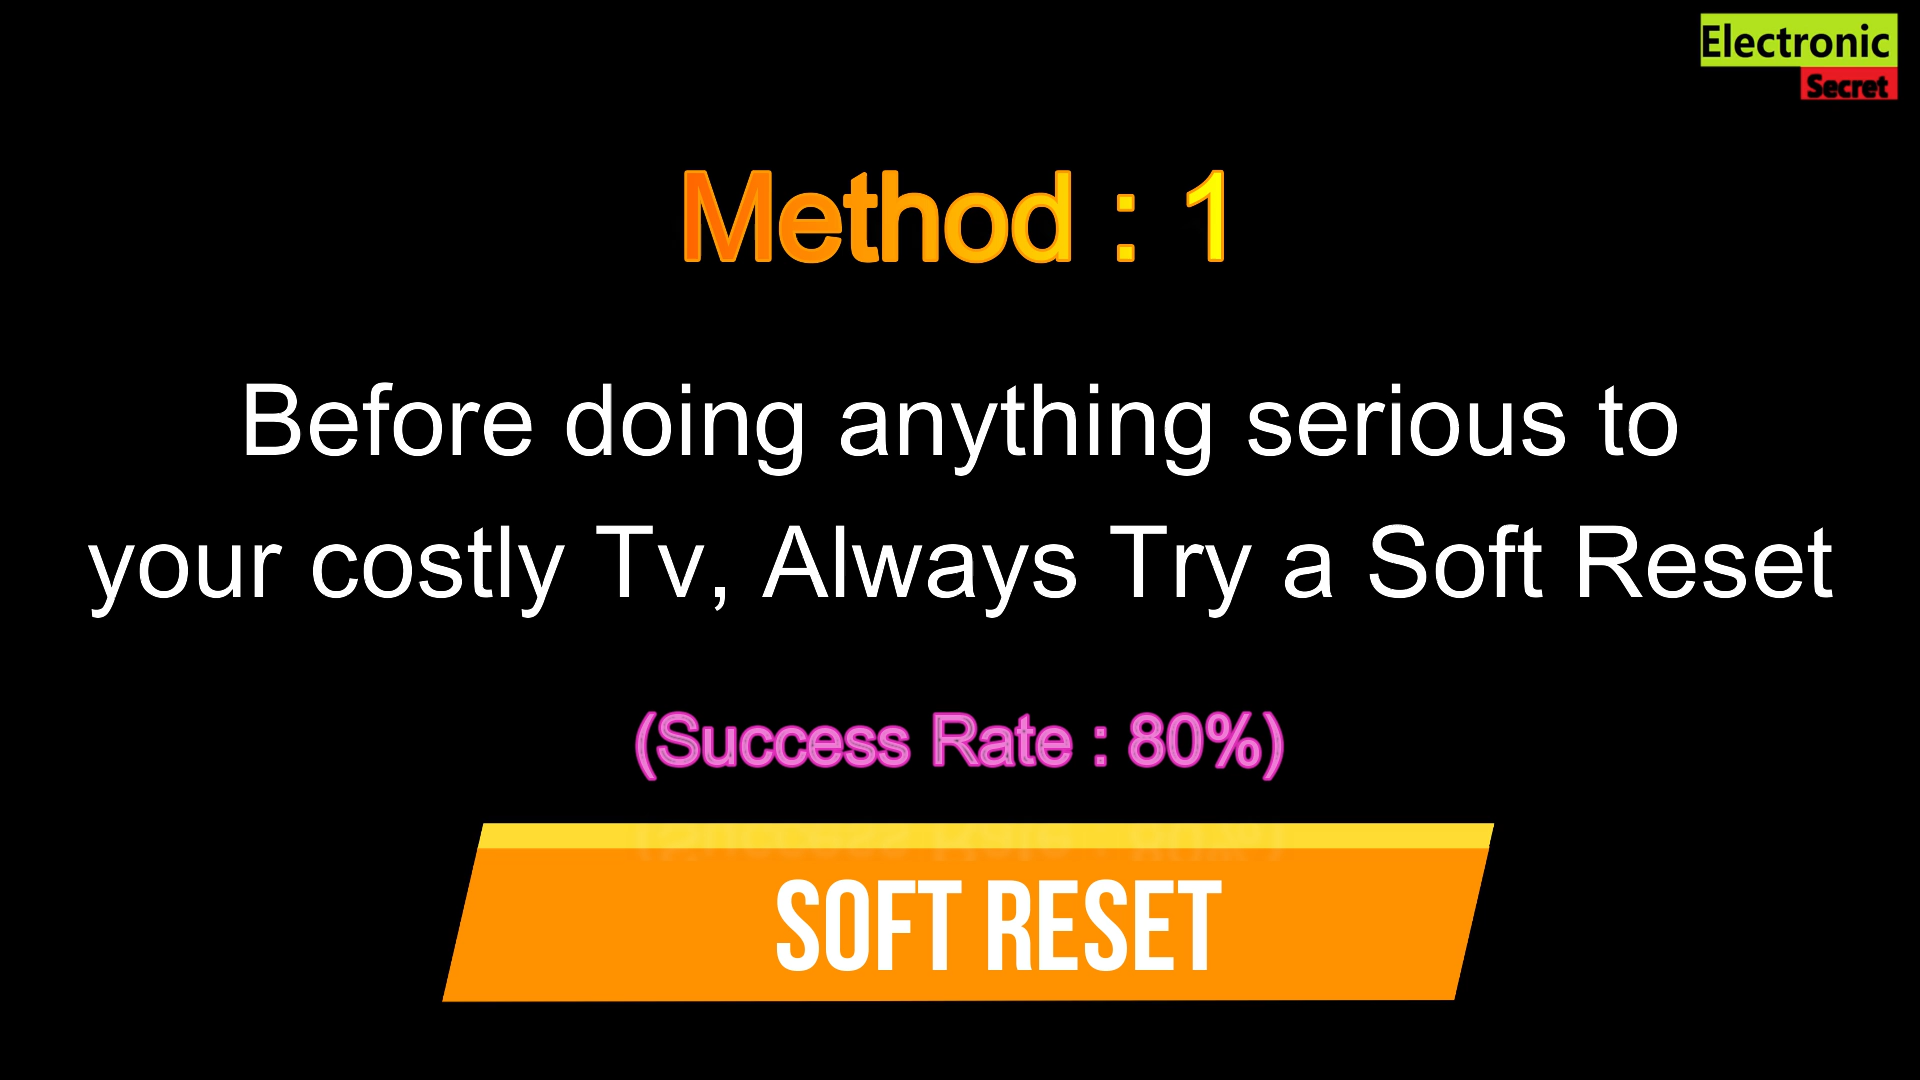 Electronic
Secret
Method : 1
Before doing anything serious to
your costly Tv, Always Try a Soft Reset
(Success Rate : 80%)
SOFT RESET